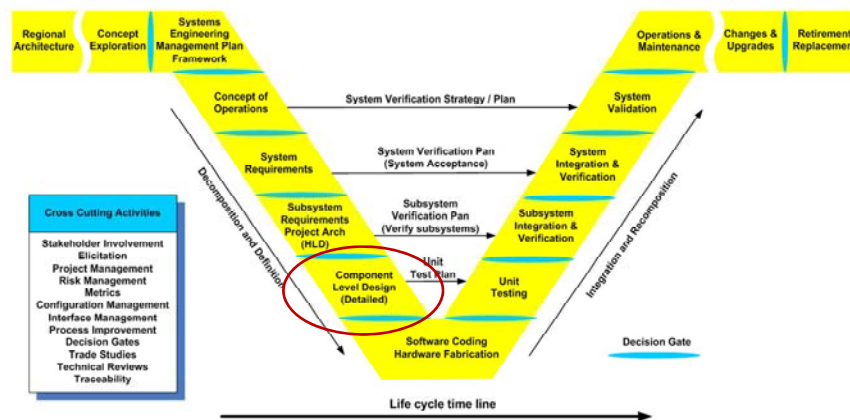 Regional
Architecture
Concept
Exploration
Systems
Engineering
Management Plan
Framework
Operations &
Maintenance
Changes &
Upgrades
Retirement
Replacemen
Concept of
Operations
System Verification Strategy / Plan
System
Validation
System
Requirements
System Verification Pan
(System Acceptance)
System
Integration &
Verification
Subsystem
Requirements
Project Arch
(HLD)
Subsystem
Verification Pan
(Verify subsystems)
Subsystem
Integration &
Verification
Component
Level Design
(Detailed)
Unit
Test Plan
Unit
Testing
Software Coding
Hardware Fabrication
Decomposition and Definition
Integration and Recomposition
Cross Cutting Activities
Stakeholder Involvement
Elicitation
Project Management
Risk Management
Metrics
Configuration Management
Interface Management
Process Improvement
Decision Gates
Trade Studies
Technical Reviews
Traceability
Decision Gate
Life cycle time line